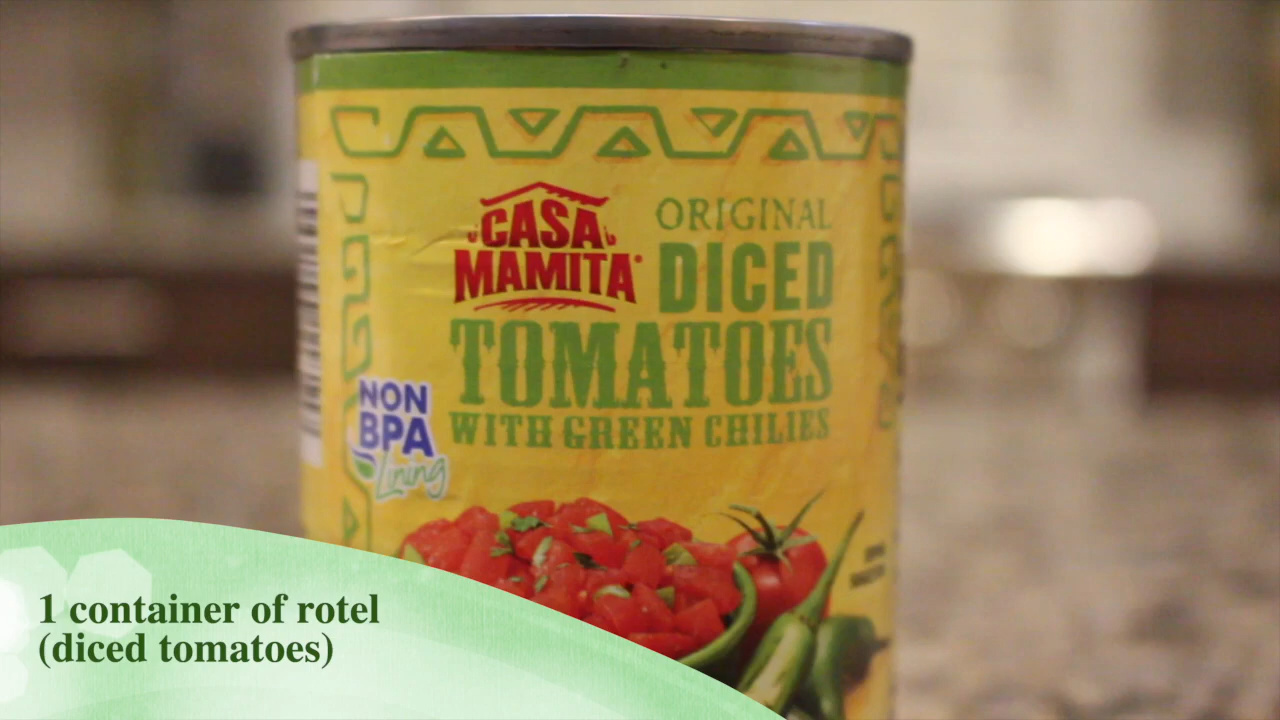 CASA
MAMITA
ORIGINAL
DICED
TOMATOES
WITH GREEN CHILIES
NON
BPA
Lining
1 container of rotel
(diced tomatoes)